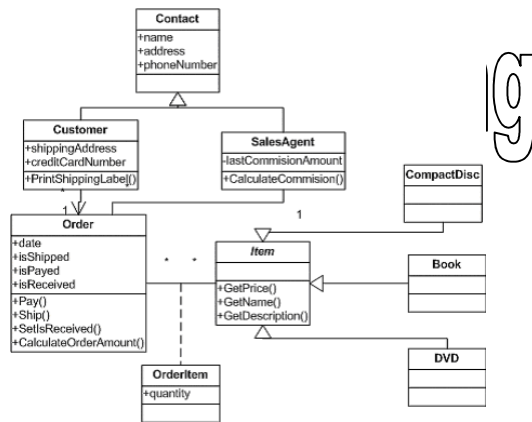 Contact
+name
+address
+phoneNumber
g
Customer
+shippingAddress
+creditCardNumber
+PrintShippingLabel()
SalesAgent
-lastCommisionAmount
+CalculateCommision()
CompactDisc
*
1
1
Order
+date
+isShipped
+isPayed
+isReceived
+Pay()
+Ship()
+SetIsReceived()
+CalculateOrderAmount()
* *
Item
+GetPrice()
+GetName()
+GetDescription()
Book
DVD
OrderItem
+quantity